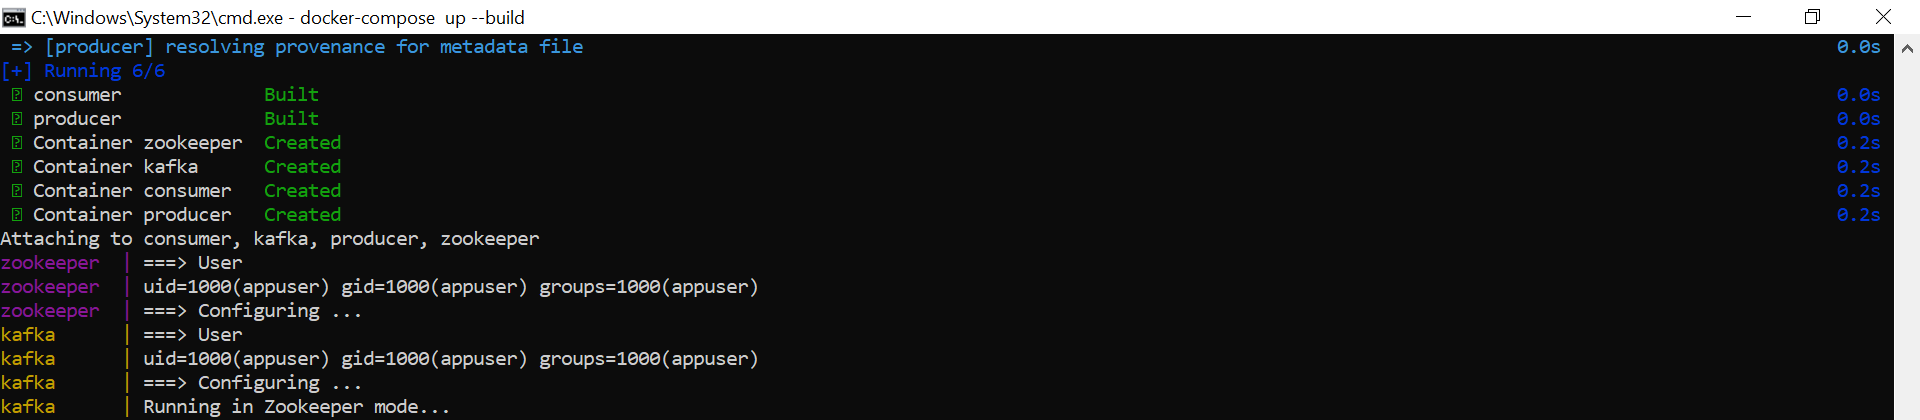 C:\Windows\System32\cmd.exe - docker-compose  up --build
=> [producer] resolving provenance for metadata file 0.0s
[+] Running 6/6
consumer Built 0.0s
producer Built 0.0s
Container zookeeper Created 0.2s
Container kafka Created 0.2s
Container consumer Created 0.2s
Container producer Created 0.2s
Attaching to consumer, kafka, producer, zookeeper
zookeeper | ===> User
zookeeper | uid=1000(appuser) gid=1000(appuser) groups=1000(appuser)
zookeeper | ===> Configuring ...
kafka | ===> User
kafka | uid=1000(appuser) gid=1000(appuser) groups=1000(appuser)
kafka | ===> Configuring ...
kafka | Running in Zookeeper mode...